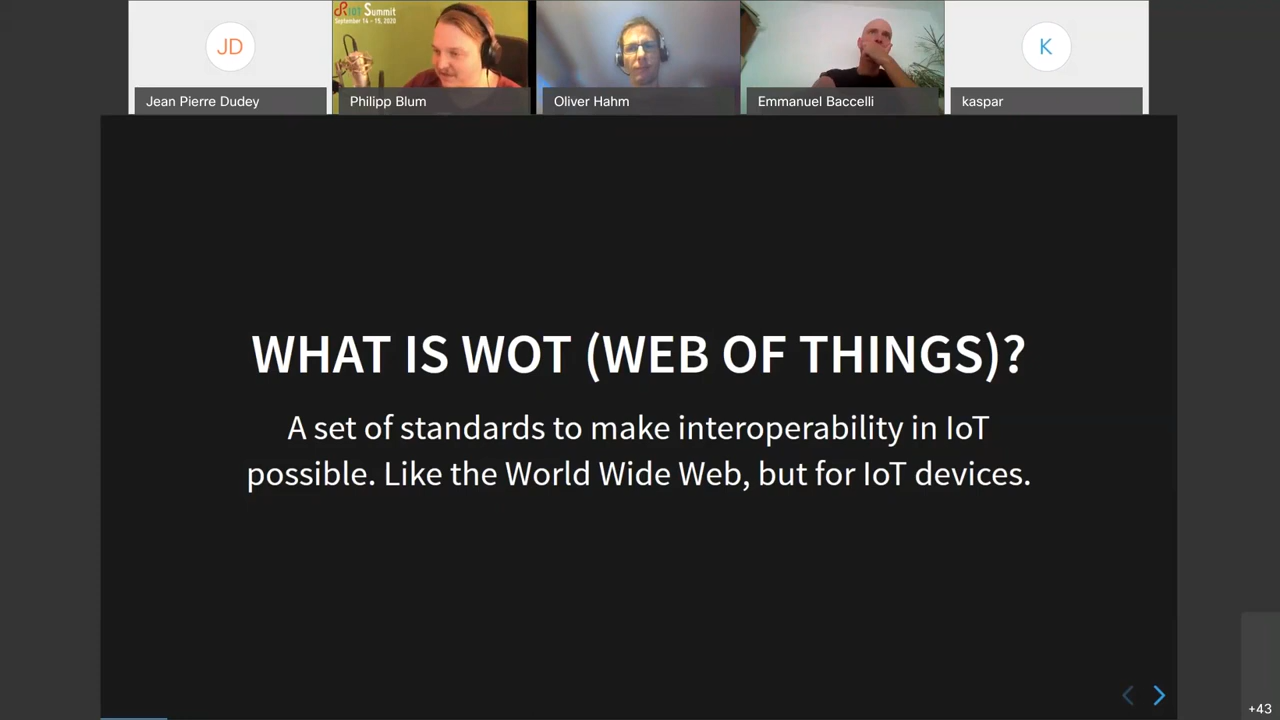 RIOT Summit
September 14 – 15, 2020
JD
K
Jean Pierre Dudey
Philipp Blum
Oliver Hahm
Emmanuel Baccelli
kaspar
WHAT IS WOT (WEB OF THINGS)?
A set of standards to make interoperability in IoT
possible. Like the World Wide Web, but for IoT devices.
+43